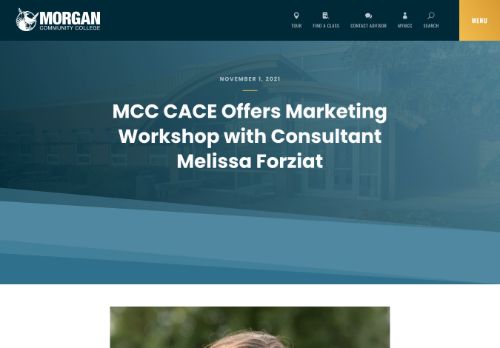 MORGAN
COMMUNITY COLLEGE
TOUR
FIND A CLASS
CONTACT ADVISOR
MYMCC
SEARCH
MENU
NOVEMBER 1, 2021
MCC CACE Offers Marketing
Workshop with Consultant
Melissa Forziat